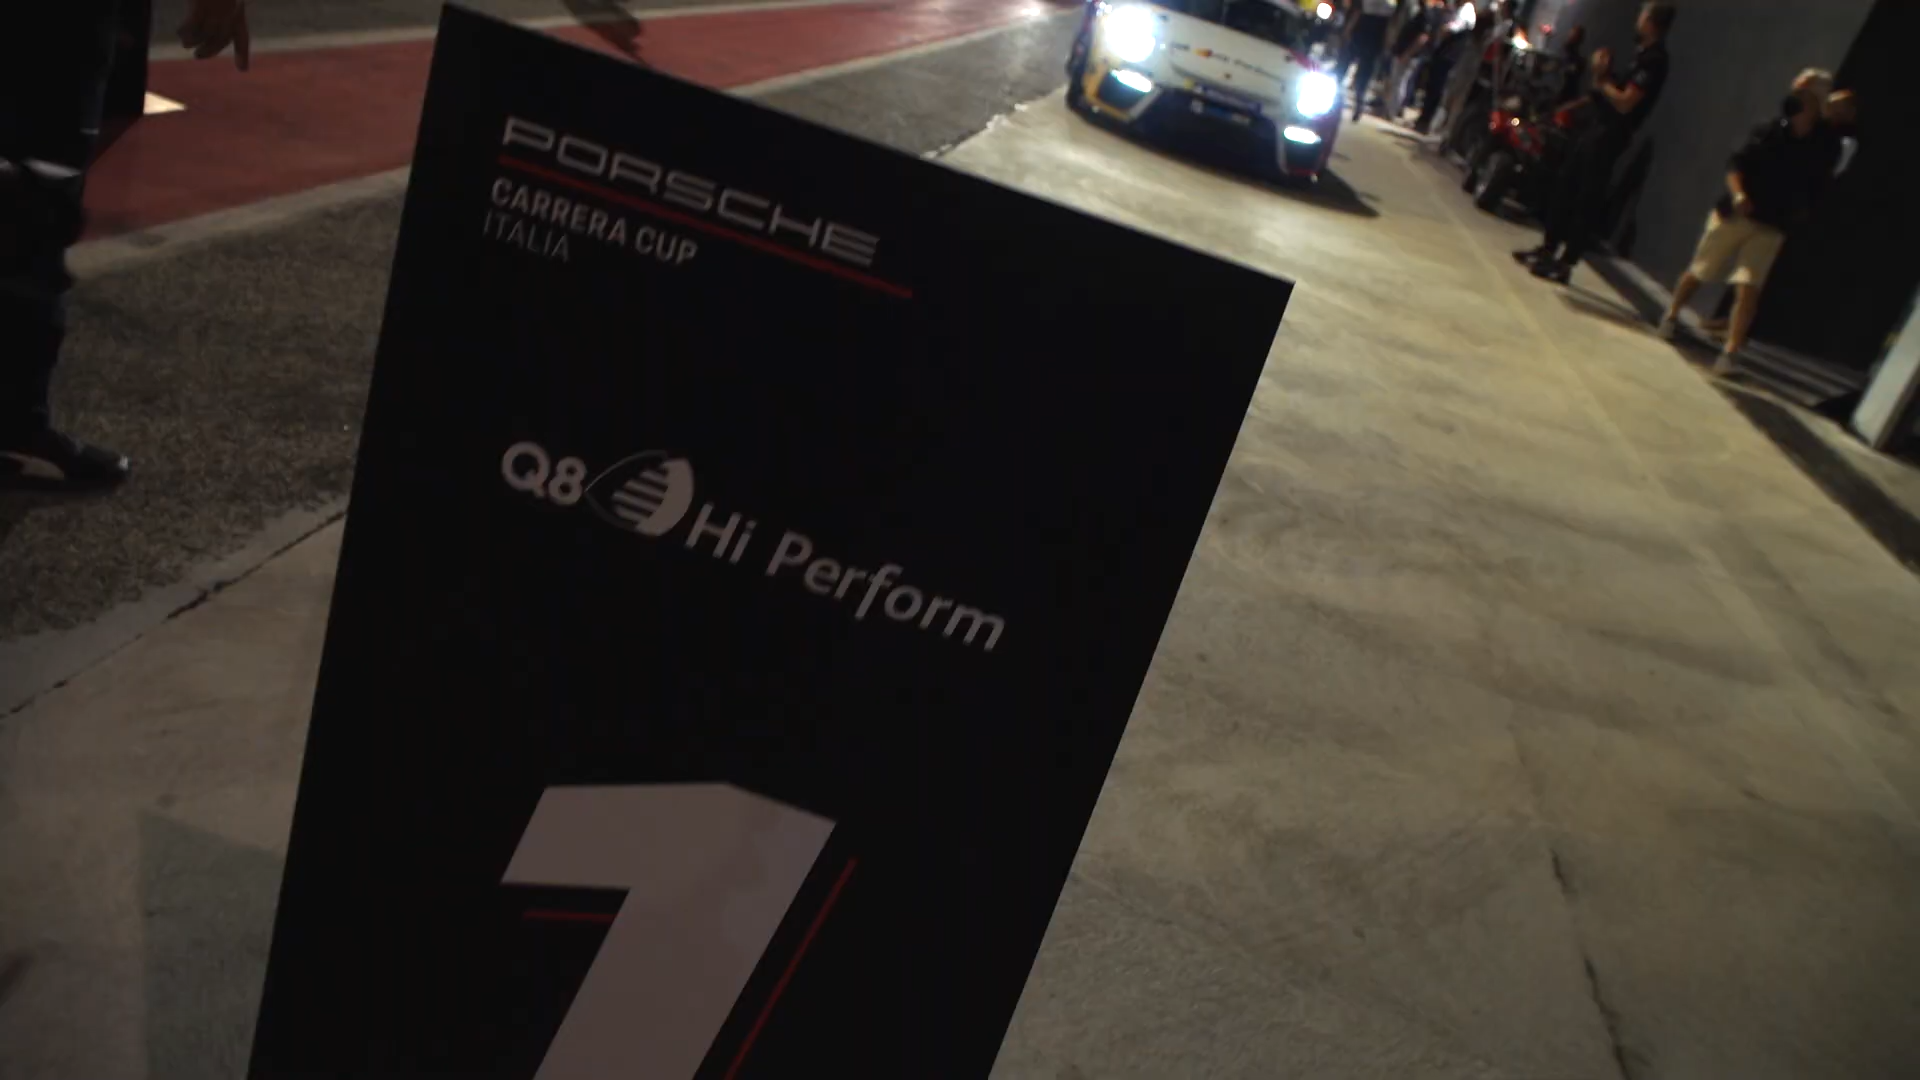 PORSCHE
CARRERA CUP
ITALIA
Q8 Hi Perform
1